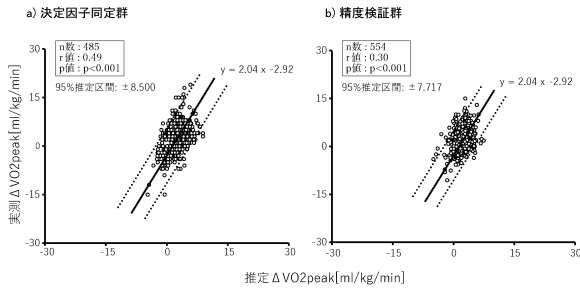 a) 決定因子同定群
n数 : 485
r値 : 0.49
p値 : p<0.001
95%推定区間: ±8.500
y = 2.04 x -2.92
30
15
0
-15
-30
-30
-15
0
15
30
b) 精度検証群
n数 : 554
r値 : 0.30
p値 : p<0.001
95%推定区間: ±7.717
y = 2.04 x -2.92
30
15
0
-15
-30
-30
-15
0
15
30
実測ΔVO2peak[ml/kg/min]
推定ΔVO2peak[ml/kg/min]